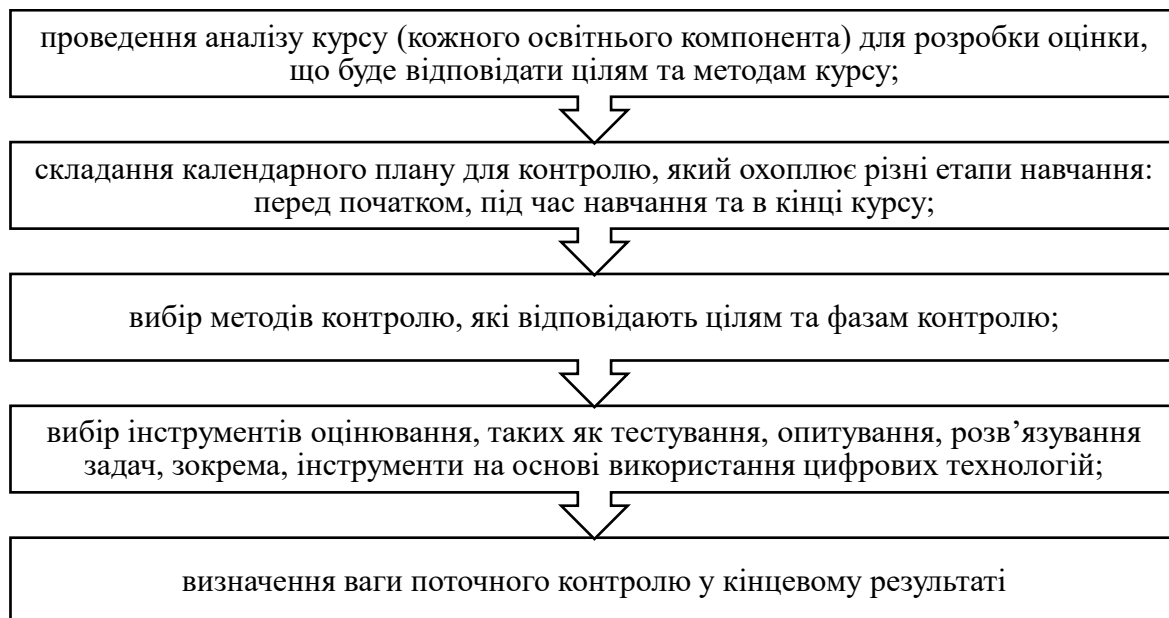 проведення аналізу курсу (кожного освітнього компонента) для розробки оцінки,
що буде відповідати цілям та методам курсу;
складання календарного плану для контролю, який охоплює різні етапи навчання:
перед початком, під час навчання та в кінці курсу;
вибір методів контролю, які відповідають цілям та фазам контролю;
вибір інструментів оцінювання, таких як тестування, опитування, розв’язування
задач, зокрема, інструменти на основі використання цифрових технологій;
визначення ваги поточного контролю у кінцевому результаті